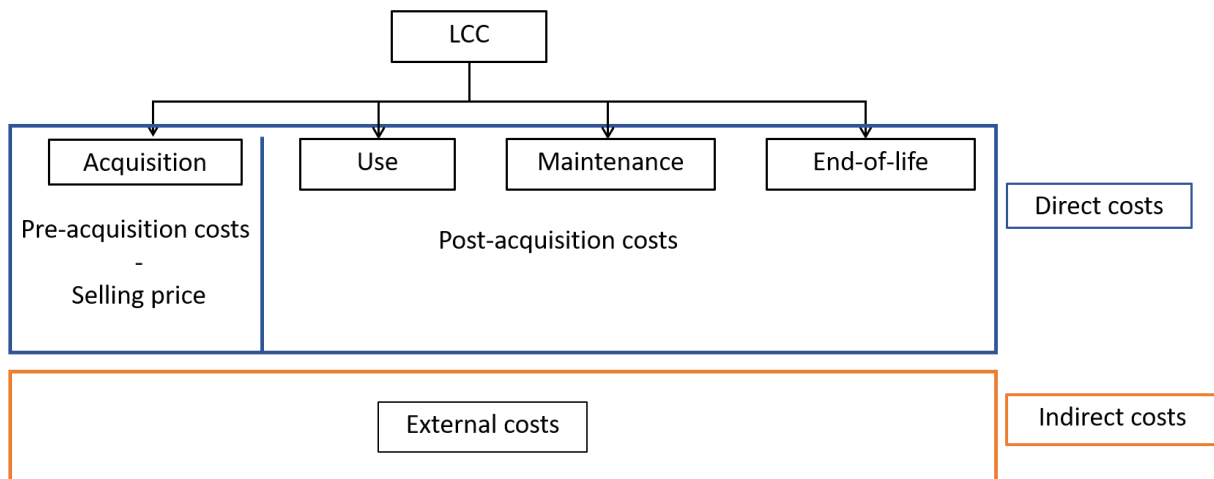 LCC
Acquisition
Use
Maintenance
End-of-life
Pre-acquisition costs
-
Selling price
Post-acquisition costs
Direct costs
External costs
Indirect costs